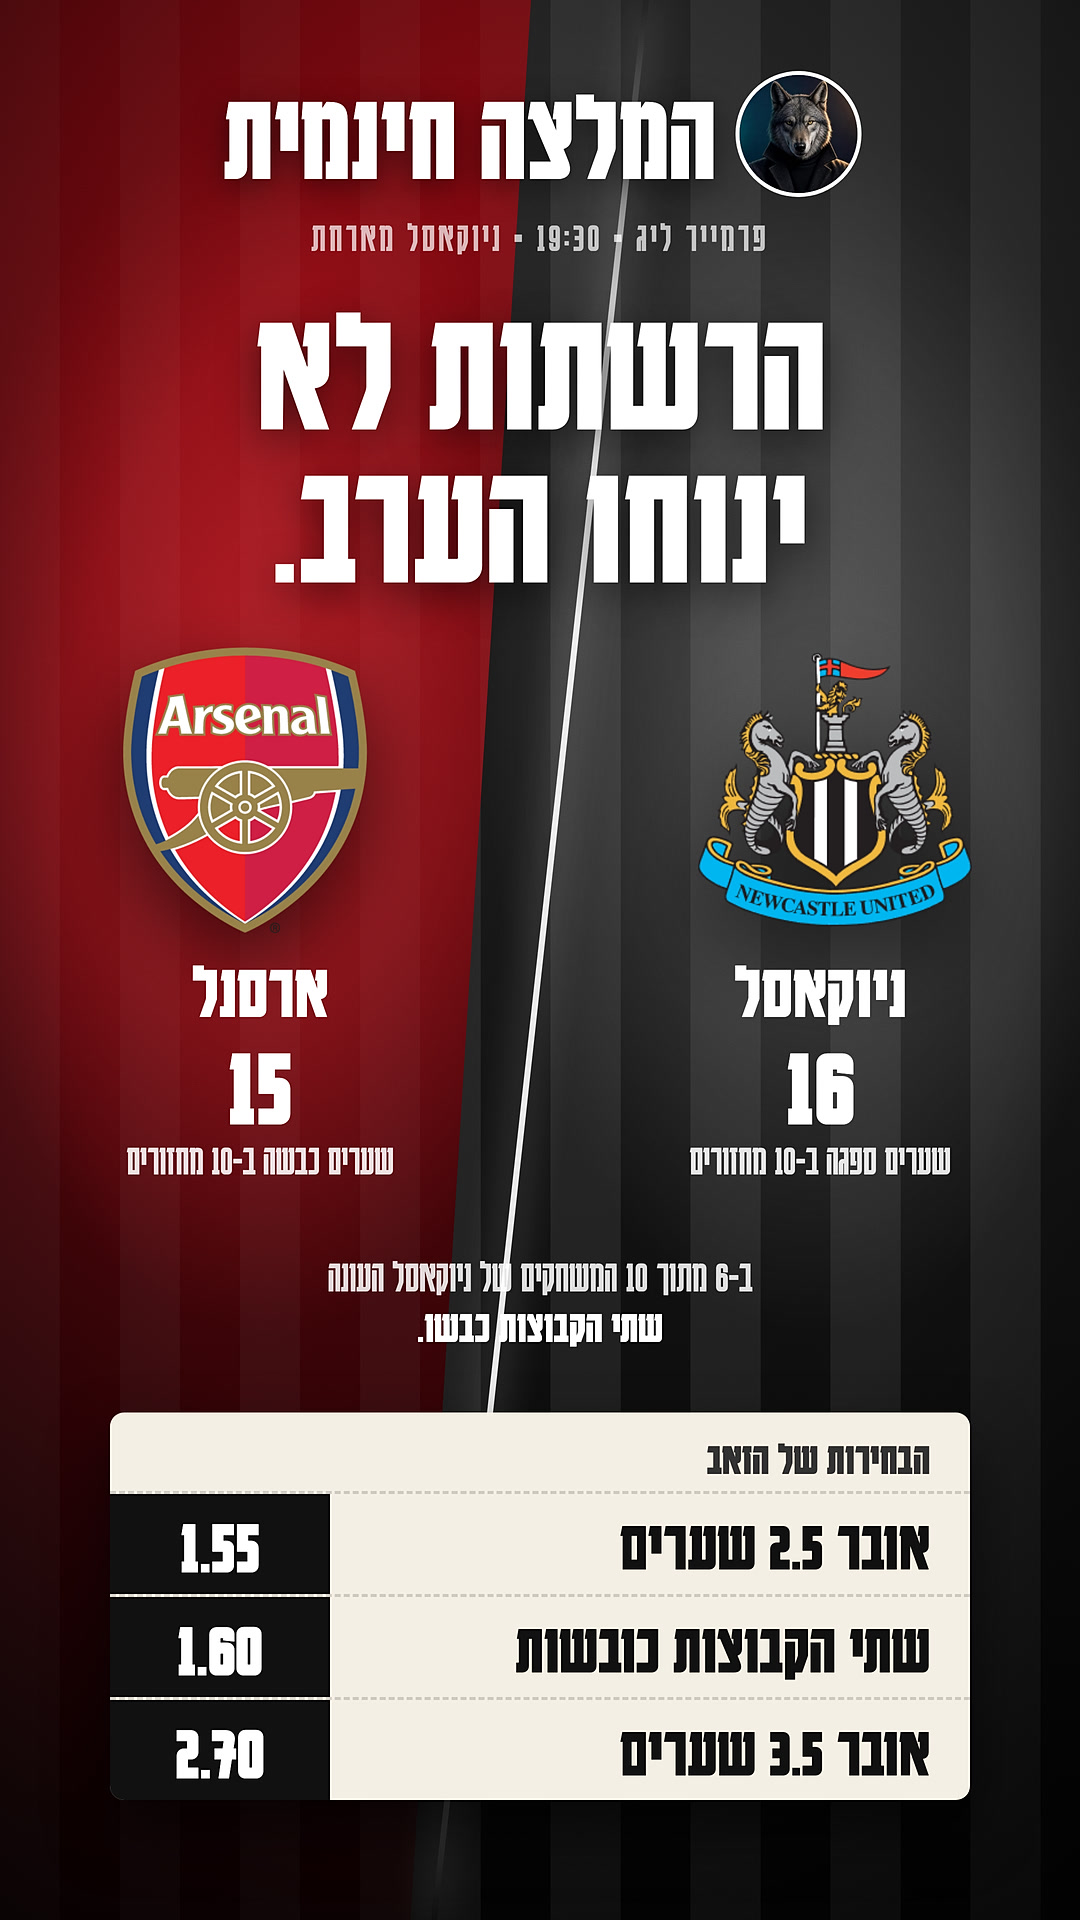 המלצה חינמית
פרמייר ליג • 19:30 • ניוקאסל מארחת
הרשתות לא
ינוחו הערב.
Arsenal
NEWCASTLE UNITED
ניוקאסל
16
שערים ספגה ב-10 מחזורים
ארסנל
15
שערים כבשה ב-10 מחזורים
ב-6 מתוך 10 המשחקים של ניוקאסל העונה
שתי הקבוצות כבשו.
הבחירות של הזאב
אובר 2.5 שערים 1.55
שתי הקבוצות כובשות 1.60
אובר 3.5 שערים 2.70